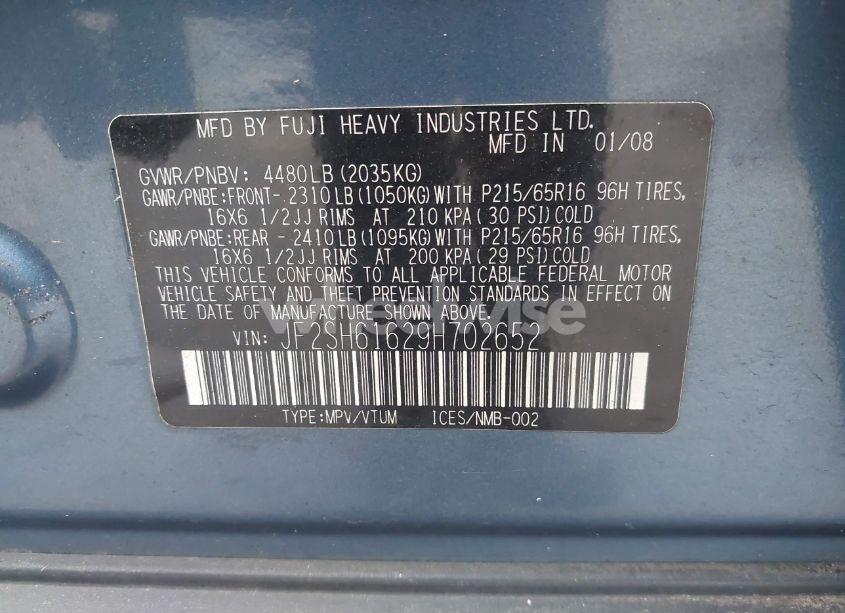 MFD BY FUJI HEAVY INDUSTRIES LTD.
MFD IN 01/08
GVWR/PNBV: 4480LB (2035KG)
GAWR/PNBE:FRONT- 2310LB (1050KG) WITH P215/65R16 96H TIRES,
16X6 1/2JJ RIMS AT 210 KPA( 30 PSI) COLD
GAWR/PNBE:REAR - 2410LB (1095KG) WITH P215/65R16 96H TIRES,
16X6 1/2JJ RIMS AT 200 KPA( 29 PSI) COLD
THIS VEHICLE CONFORMS TO ALL APPLICABLE FEDERAL MOTOR
VEHICLE SAFETY AND THEFT PREVENTION STANDARDS IN EFFECT ON
THE DATE OF MANUFACTURE SHOWN ABOVE.
VIN: JF2SH61629H702652
TYPE:MPV/VTUM ICES/NMB-002